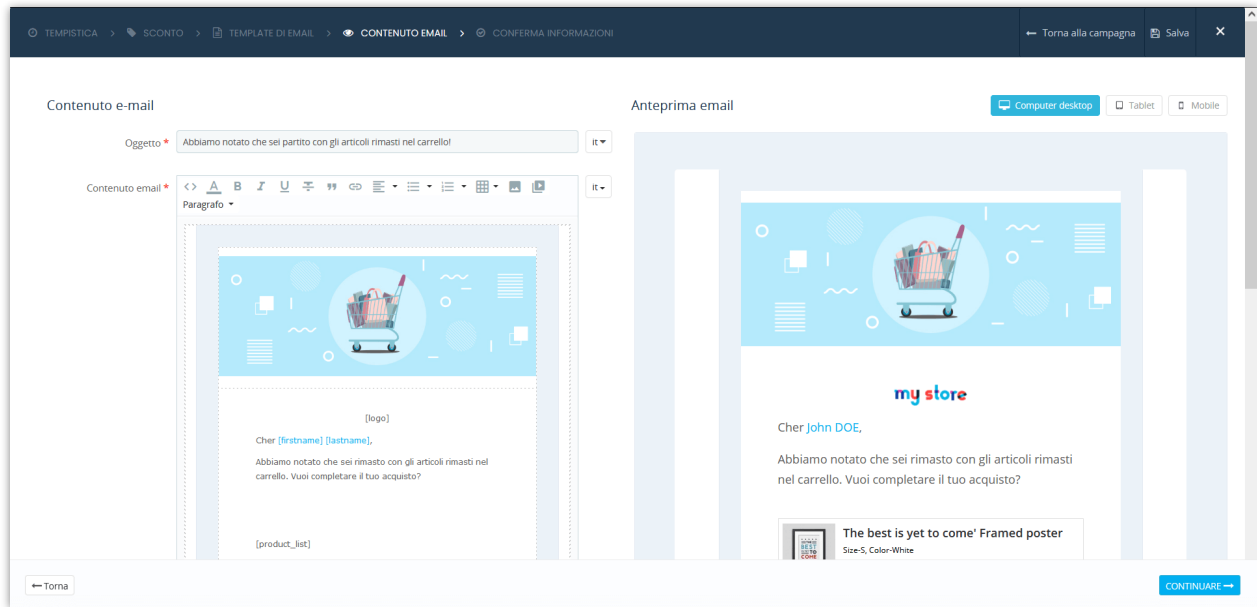 TEMPISTICA > SCONTO > TEMPLATE DI EMAIL > CONTENUTO EMAIL > CONFERMA INFORMAZIONI
← Torna alla campagna Salva ×
Contenuto e-mail
Oggetto *
Abbiamo notato che sei partito con gli articoli rimasti nel carrello!
it
Contenuto email *
<> A B I U
it
Paragrafo
[logo]
Cher [firstname] [lastname],
Abbiamo notato che sei rimasto con gli articoli rimasti nel
carrello. Vuoi completare il tuo acquisto?
[product_list]
Anteprima email
Computer desktop
Tablet
Mobile
my store
Cher John DOE,
Abbiamo notato che sei rimasto con gli articoli rimasti
nel carrello. Vuoi completare il tuo acquisto?
BEST
COME
The best is yet to come' Framed poster
Size-S, Color-White
← Torna
CONTINUARE →